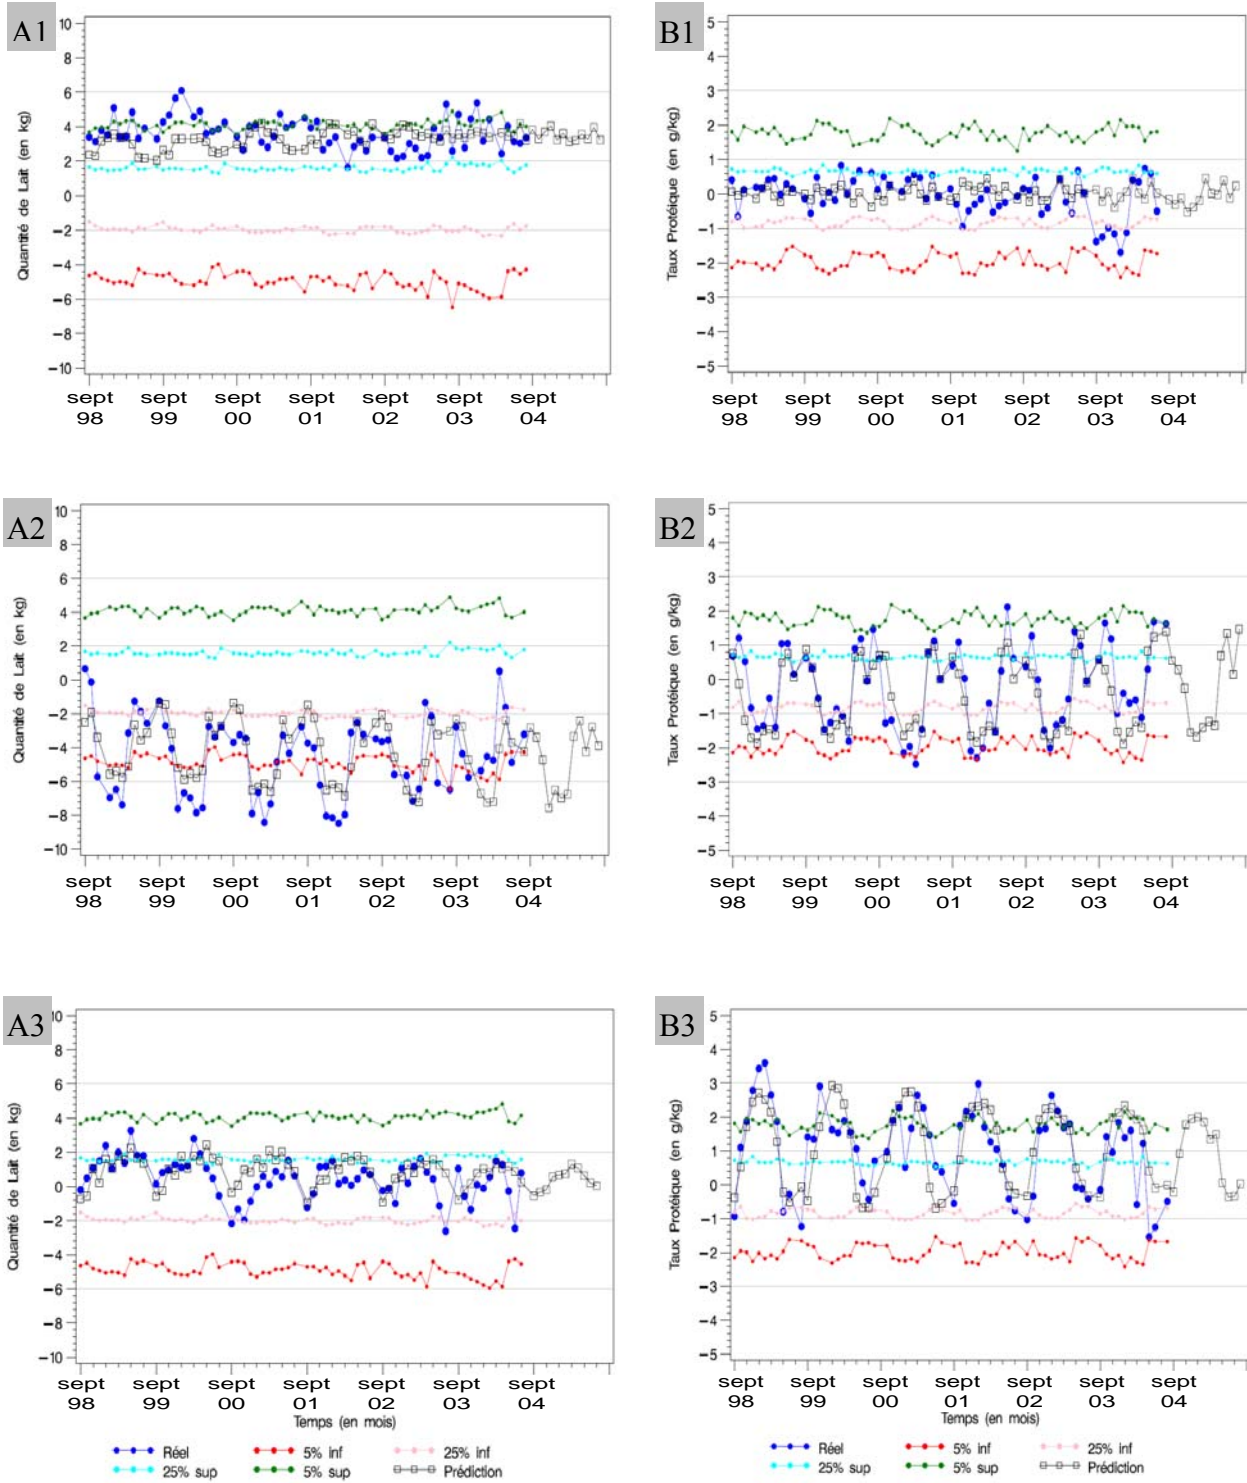 A1
Quantité de Lait (en kg)
10
8
6
4
2
0
−2
−4
−6
−8
−10
sept 98
sept 99
sept 00
sept 01
sept 02
sept 03
sept 04
B1
Taux Protéique (en g/kg)
5
4
3
2
1
0
−1
−2
−3
−4
−5
sept 98
sept 99
sept 00
sept 01
sept 02
sept 03
sept 04
A2
Quantité de Lait (en kg)
10
8
6
4
2
0
−2
−4
−6
−8
−10
sept 98
sept 99
sept 00
sept 01
sept 02
sept 03
sept 04
B2
Taux Protéique (en g/kg)
5
4
3
2
1
0
−1
−2
−3
−4
−5
sept 98
sept 99
sept 00
sept 01
sept 02
sept 03
sept 04
A3
Quantité de Lait (en kg)
10
8
6
4
2
0
−2
−4
−6
−8
−10
sept 98
sept 99
sept 00
sept 01
sept 02
sept 03
sept 04
Temps (en mois)
Réel
5% inf
25% inf
25% sup
5% sup
Prédiction
B3
Taux Protéique (en g/kg)
5
4
3
2
1
0
−1
−2
−3
−4
−5
sept 98
sept 99
sept 00
sept 01
sept 02
sept 03
sept 04
Temps (en mois)
Réel
5% inf
25% inf
25% sup
5% sup
Prédiction